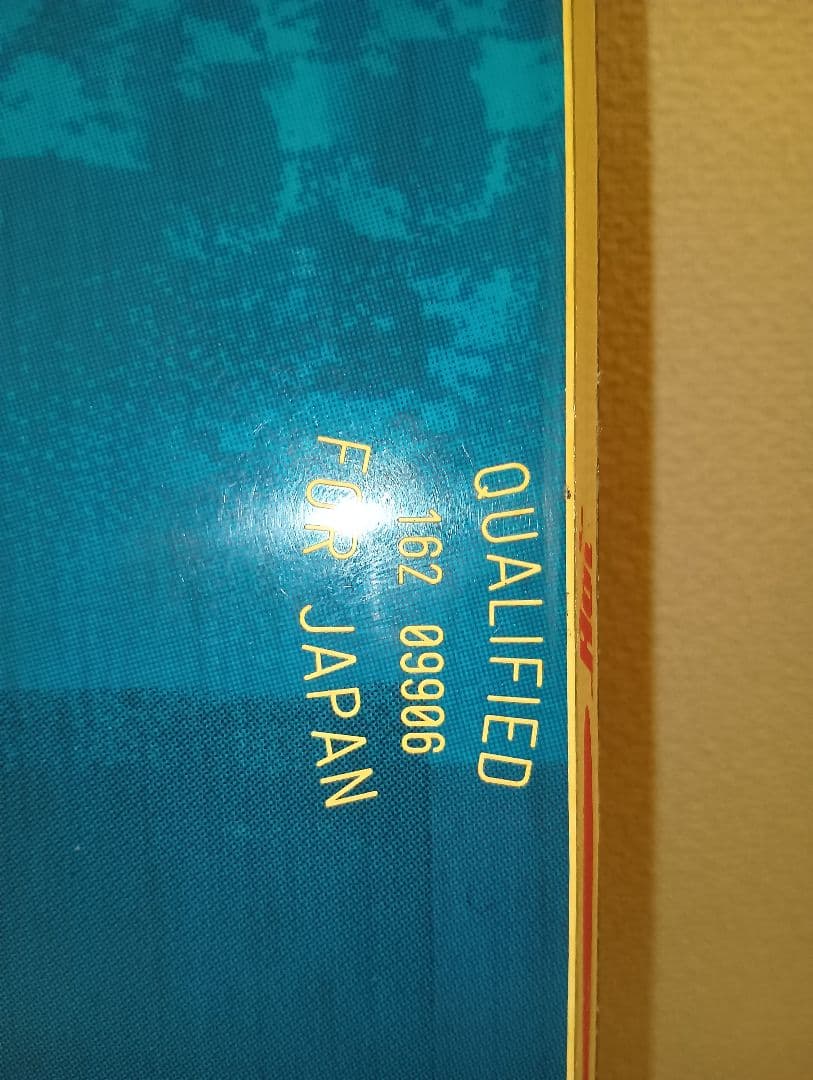 QUALIFIED
162 09906
FOR JAPAN